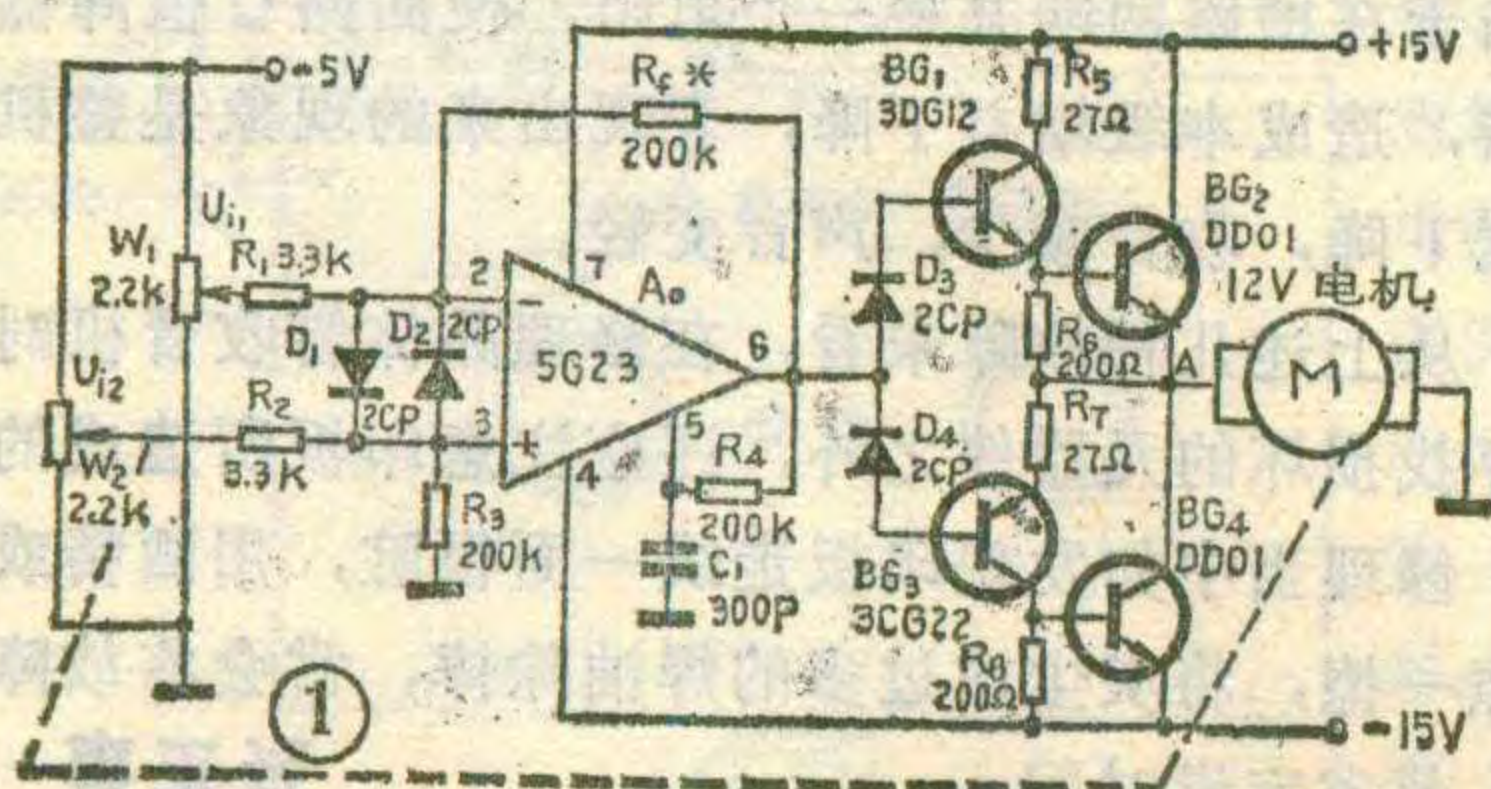 -5V
+15V
Rf *
200k
BG1
3DG12
R5
27Ω
BG2
DD01
12V 电机
Ui1
W1
2.2k
R1 3.3k
D1
2CP
D2
2CP
2
-
7
A0
5G23
6
3
+
4
5
Ui2
W2
2.2k
R2
3.3k
R3
200k
R4
200k
C1
300P
D3
2CP
D4
2CP
R6
200Ω
A
M
R7
27Ω
BG3
3CG22
BG4
DD01
R8
200Ω
-15V
1